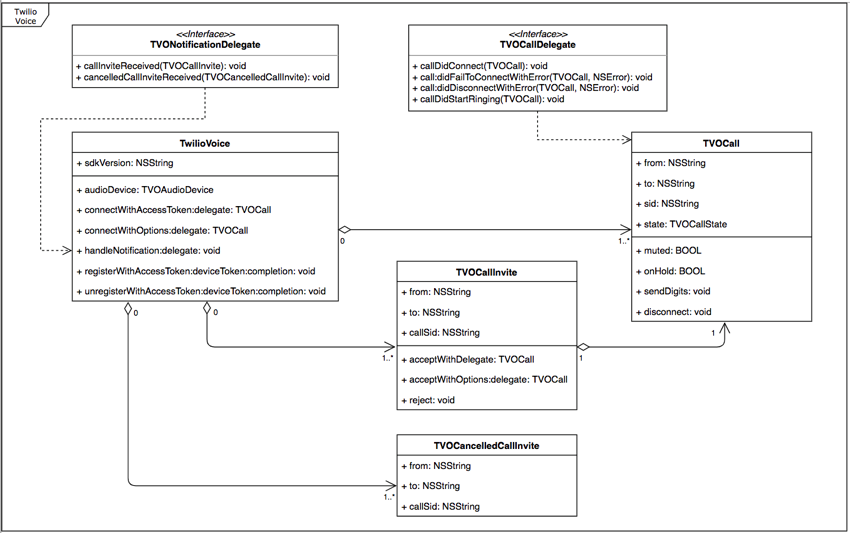 Twilio
Voice
<<Interface>>
TVONotificationDelegate
+ callInviteReceived(TVOCallInvite): void
+ cancelledCallInviteReceived(TVOCancelledCallInvite): void
<<Interface>>
TVOCallDelegate
+ callDidConnect(TVOCall): void
+ call:didFailToConnectWithError(TVOCall, NSError): void
+ call:didDisconnectWithError(TVOCall, NSError): void
+ callDidStartRinging(TVOCall): void
TwilioVoice
+ sdkVersion: NSString
+ audioDevice: TVOAudioDevice
+ connectWithAccessToken:delegate: TVOCall
+ connectWithOptions:delegate: TVOCall
+ handleNotification:delegate: void
+ registerWithAccessToken:deviceToken:completion: void
+ unregisterWithAccessToken:deviceToken:completion: void
0
1..*
0
0
TVOCall
+ from: NSString
+ to: NSString
+ sid: NSString
+ state: TVOCallState
+ muted: BOOL
+ onHold: BOOL
+ sendDigits: void
+ disconnect: void
1
TVOCallInvite
+ from: NSString
+ to: NSString
+ callSid: NSString
+ acceptWithDelegate: TVOCall
+ acceptWithOptions:delegate: TVOCall
+ reject: void
1..*
1
TVOCancelledCallInvite
+ from: NSString
+ to: NSString
+ callSid: NSString
1..*